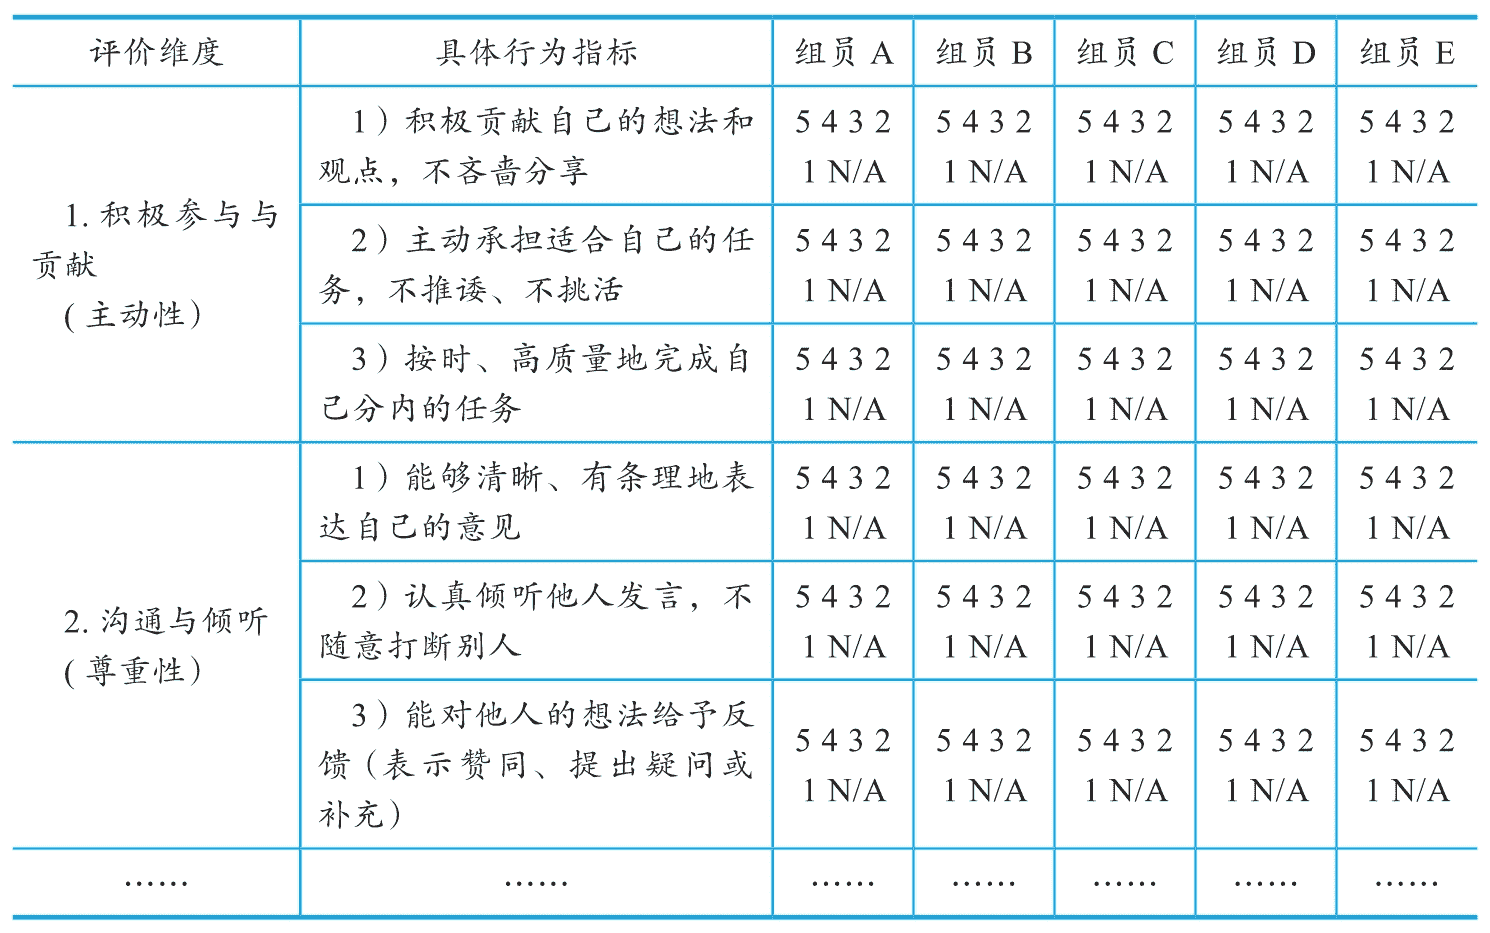 评价维度 具体行为指标 组员 A 组员 B 组员 C 组员 D 组员 E
1. 积极参与与
贡献
（主动性）
1）积极贡献自己的想法和
观点，不吝啬分享
5 4 3 2 5 4 3 2 5 4 3 2 5 4 3 2 5 4 3 2
1 N/A 1 N/A 1 N/A 1 N/A 1 N/A
2）主动承担适合自己的任
务，不推诿、不挑活
5 4 3 2 5 4 3 2 5 4 3 2 5 4 3 2 5 4 3 2
1 N/A 1 N/A 1 N/A 1 N/A 1 N/A
3）按时、高质量地完成自
己分内的任务
5 4 3 2 5 4 3 2 5 4 3 2 5 4 3 2 5 4 3 2
1 N/A 1 N/A 1 N/A 1 N/A 1 N/A
2. 沟通与倾听
（尊重性）
1）能够清晰、有条理地表
达自己的意见
5 4 3 2 5 4 3 2 5 4 3 2 5 4 3 2 5 4 3 2
1 N/A 1 N/A 1 N/A 1 N/A 1 N/A
2）认真倾听他人发言，不
随意打断别人
5 4 3 2 5 4 3 2 5 4 3 2 5 4 3 2 5 4 3 2
1 N/A 1 N/A 1 N/A 1 N/A 1 N/A
3）能对他人的想法给予反
馈（表示赞同、提出疑问或
补充）
5 4 3 2 5 4 3 2 5 4 3 2 5 4 3 2 5 4 3 2
1 N/A 1 N/A 1 N/A 1 N/A 1 N/A
…… …… …… …… …… …… ……